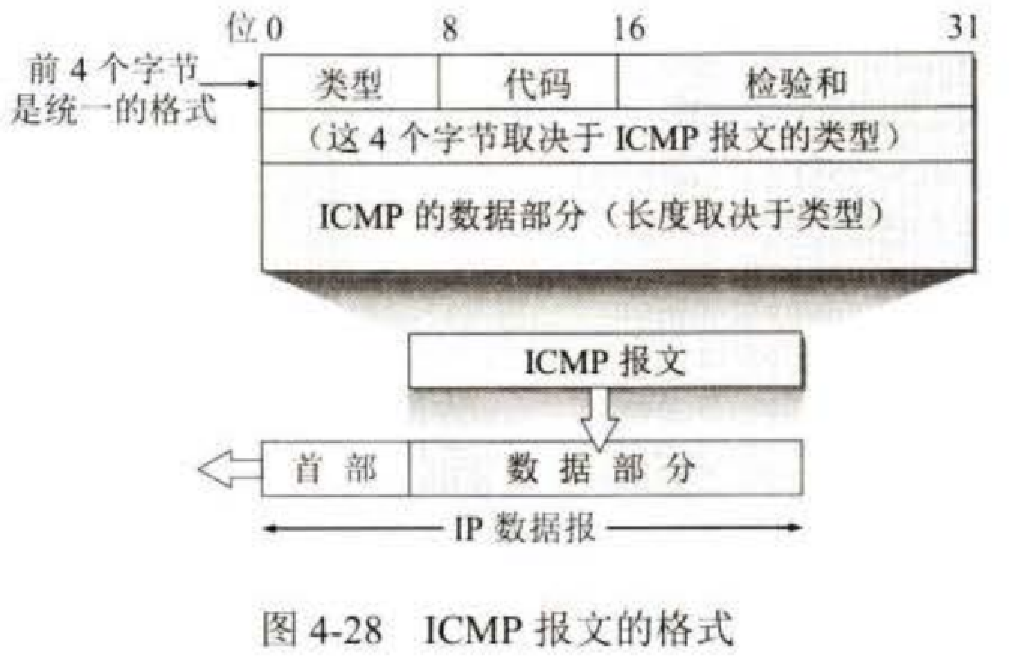 位 0 8 16 31
前 4 个字节
是统一的格式
类型 代码 检验和
（这 4 个字节取决于 ICMP 报文的类型）
ICMP 的数据部分（长度取决于类型）
ICMP 报文
首 部 数 据 部 分
IP 数据报
图 4-28 ICMP 报文的格式